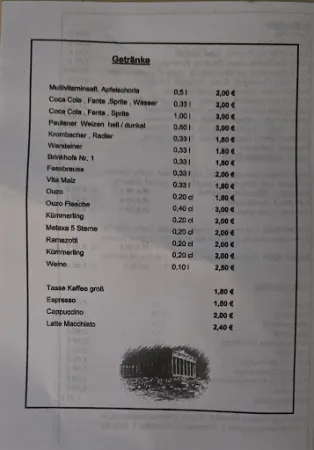 Getränke
Multivitaminsaft, Apfelschorle 0,5 l 2,00 €
Coca Cola , Fanta ,Sprite , Wasser 0,33 l 2,00 €
Coca Cola , Fanta , Sprite 1,00 l 3,00 €
Paulaner Weizen hell / dunkel 0,60 l 3,00 €
Krombacher , Radler 0,33 l 1,80 €
Warsteiner 0,33 l 1,80 €
Brinkhofs Nr. 1 0,33 l 1,80 €
Fassbrause 0,33 l 2,00 €
Vita Malz 0,33 l 1,80 €
Ouzo 0,20 cl 1,80 €
Ouzo Flasche 0,40 cl 3,00 €
Kümmerling 0,20 cl 2,00 €
Metaxa 5 Sterne 0,20 cl 2,00 €
Ramazotti 0,20 cl 2,00 €
Kümmerling 0,20 cl 2,00 €
Weine 0,10 l 2,50 €
Tasse Kaffee groß 1,80 €
Espresso 1,50 €
Cappuccino 2,00 €
Latte Macchiato 2,40 €